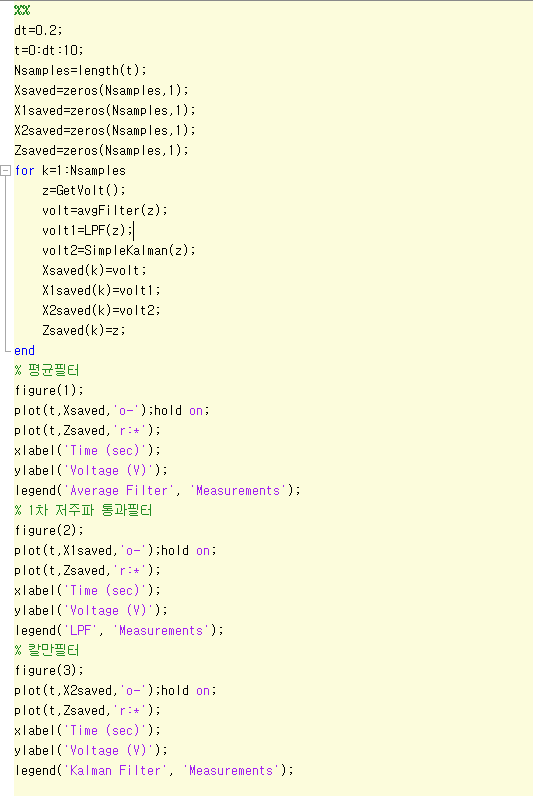 %%
dt=0.2;
t=0:dt:10;
Nsamples=length(t);
Xsaved=zeros(Nsamples,1);
X1saved=zeros(Nsamples,1);
X2saved=zeros(Nsamples,1);
Zsaved=zeros(Nsamples,1);
for k=1:Nsamples
    z=GetVolt();
    volt=avgFilter(z);
    volt1=LPF(z);
    volt2=SimpleKalman(z);
    Xsaved(k)=volt;
    X1saved(k)=volt1;
    X2saved(k)=volt2;
    Zsaved(k)=z;
end
% 평균필터
figure(1);
plot(t,Xsaved,'o-');hold on;
plot(t,Zsaved,'r:*');
xlabel('Time (sec)');
ylabel('Voltage (V)');
legend('Average Filter', 'Measurements');
% 1차 저주파 통과필터
figure(2);
plot(t,X1saved,'o-');hold on;
plot(t,Zsaved,'r:*');
xlabel('Time (sec)');
ylabel('Voltage (V)');
legend('LPF', 'Measurements');
% 칼만필터
figure(3);
plot(t,X2saved,'o-');hold on;
plot(t,Zsaved,'r:*');
xlabel('Time (sec)');
ylabel('Voltage (V)');
legend('Kalman Filter', 'Measurements');